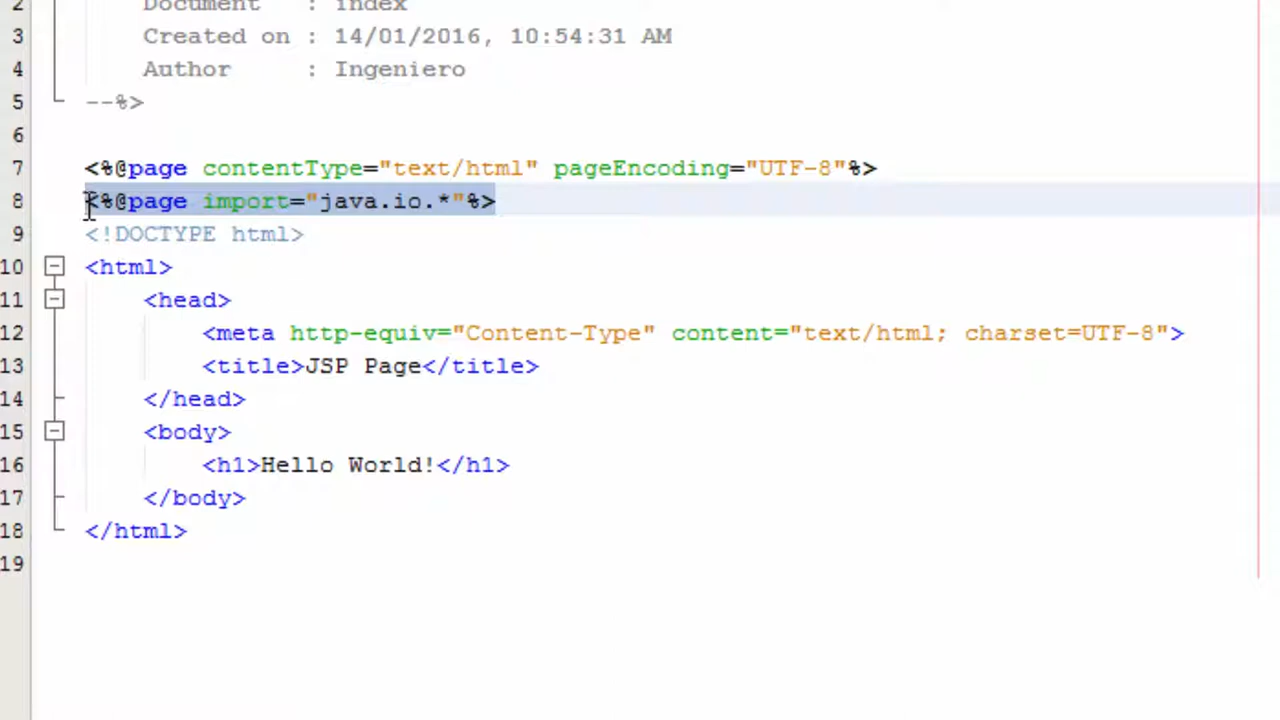 2 Document : index
3 Created on : 14/01/2016, 10:54:31 AM
4 Author : Ingeniero
5 --%>
6
7 <%@page contentType="text/html" pageEncoding="UTF-8"%>
8 <%@page import="java.io.*"%>
9 <!DOCTYPE html>
10 <html>
11 <head>
12 <meta http-equiv="Content-Type" content="text/html; charset=UTF-8">
13 <title>JSP Page</title>
14 </head>
15 <body>
16 <h1>Hello World!</h1>
17 </body>
18 </html>
19